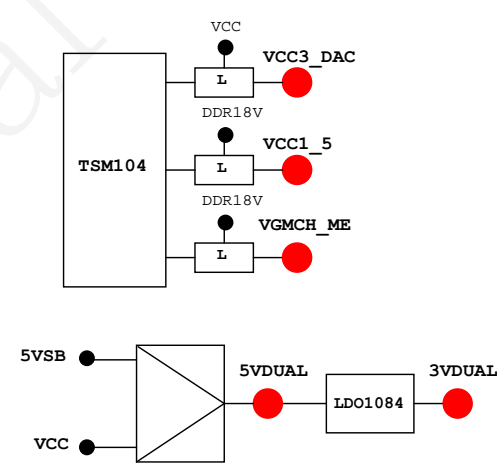 VCC
VCC3_DAC
L
DDR18V
VCC1_5
TSM104
L
DDR18V
VGMCH_ME
L
5VSB
5VDUAL
3VDUAL
LDO1084
VCC